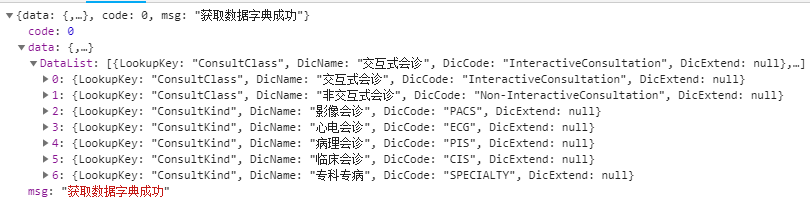 {data: {,…}, code: 0, msg: "获取数据字典成功"}
code: 0
data: {,…}
DataList: [{LookupKey: "ConsultClass", DicName: "交互式会诊", DicCode: "InteractiveConsultation", DicExtend: null},…]
0: {LookupKey: "ConsultClass", DicName: "交互式会诊", DicCode: "InteractiveConsultation", DicExtend: null}
1: {LookupKey: "ConsultClass", DicName: "非交互式会诊", DicCode: "Non-InteractiveConsultation", DicExtend: null}
2: {LookupKey: "ConsultKind", DicName: "影像会诊", DicCode: "PACS", DicExtend: null}
3: {LookupKey: "ConsultKind", DicName: "心电会诊", DicCode: "ECG", DicExtend: null}
4: {LookupKey: "ConsultKind", DicName: "病理会诊", DicCode: "PIS", DicExtend: null}
5: {LookupKey: "ConsultKind", DicName: "临床会诊", DicCode: "CIS", DicExtend: null}
6: {LookupKey: "ConsultKind", DicName: "专科专病", DicCode: "SPECIALTY", DicExtend: null}
msg: "获取数据字典成功"